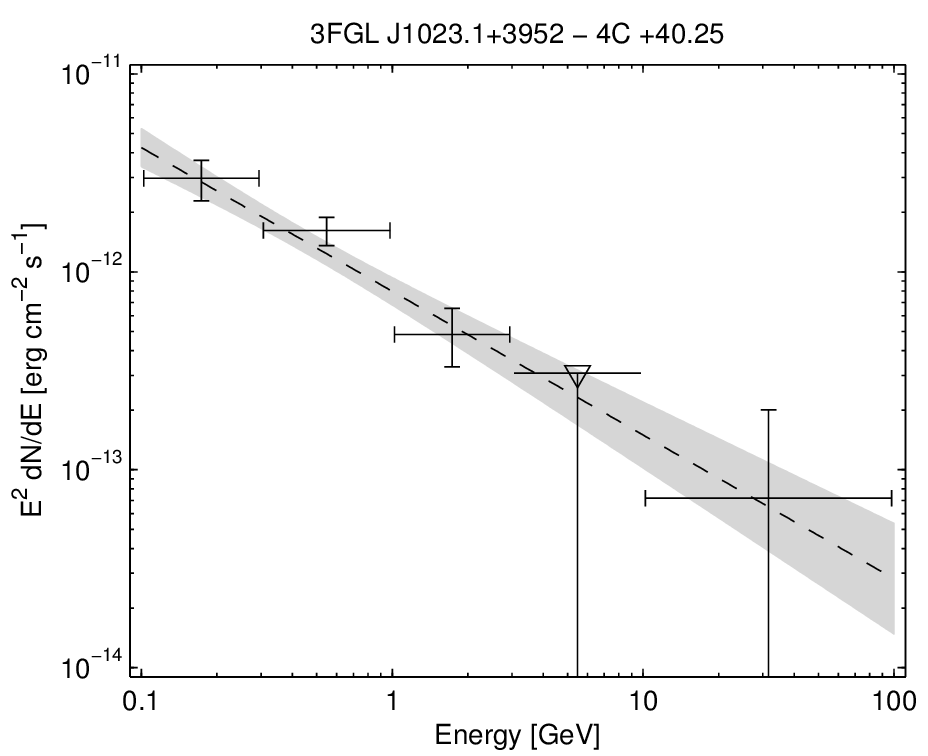 3FGL J1023.1+3952 − 4C +40.25
10⁻¹¹
10⁻¹²
10⁻¹³
10⁻¹⁴
E² dN/dE [erg cm⁻² s⁻¹]
0.1 1 10 100
Energy [GeV]